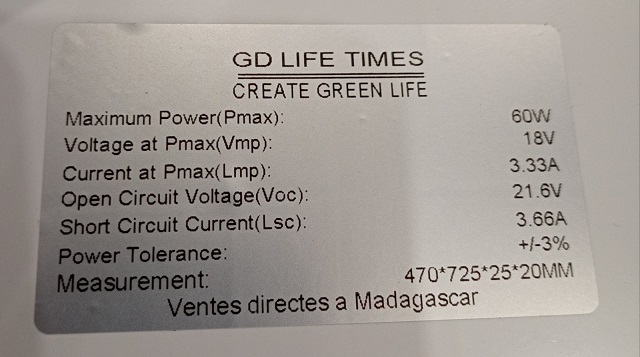 GD LIFE TIMES
CREATE GREEN LIFE
Maximum Power(Pmax): 60W
Voltage at Pmax(Vmp): 18V
Current at Pmax(Lmp): 3.33A
Open Circuit Voltage(Voc): 21.6V
Short Circuit Current(Lsc): 3.66A
Power Tolerance: +/-3%
Measurement: 470*725*25*20MM
Ventes directes a Madagascar